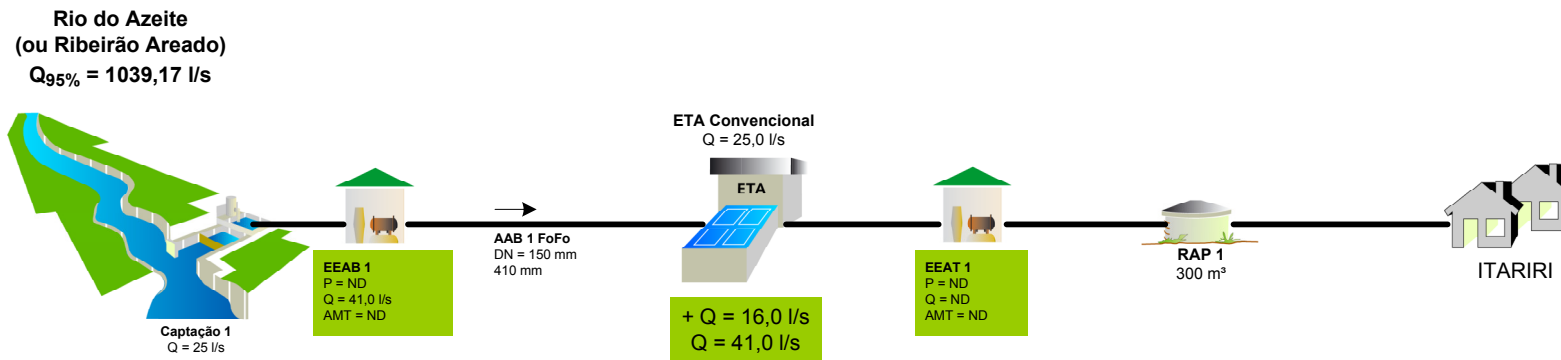 Rio do Azeite
(ou Ribeirão Areado)
Q95% = 1039,17 l/s
Captação 1
Q = 25 l/s
EEAB 1
P = ND
Q = 41,0 l/s
AMT = ND
AAB 1 FoFo
DN = 150 mm
410 mm
ETA Convencional
Q = 25,0 l/s
ETA
+ Q = 16,0 l/s
Q = 41,0 l/s
EEAT 1
P = ND
Q = ND
AMT = ND
RAP 1
300 m³
ITARIRI